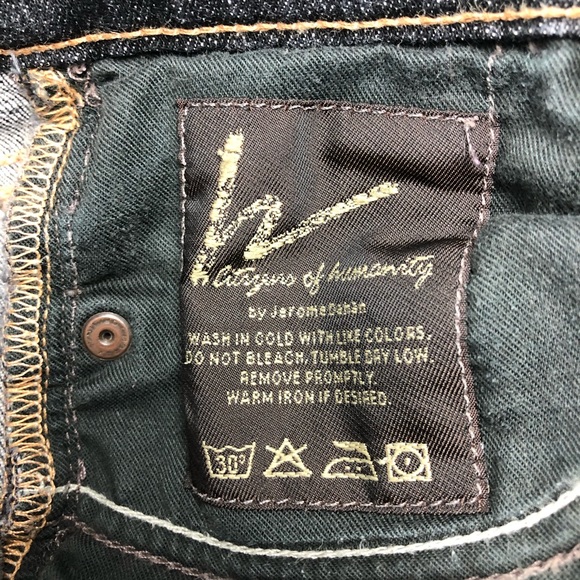 h
citizens of humanity
by Jerome Dahan
WASH IN COLD WITH LIKE COLORS.
DO NOT BLEACH, TUMBLE DRY LOW.
REMOVE PROMPTLY.
WARM IRON IF DESIRED.
30°